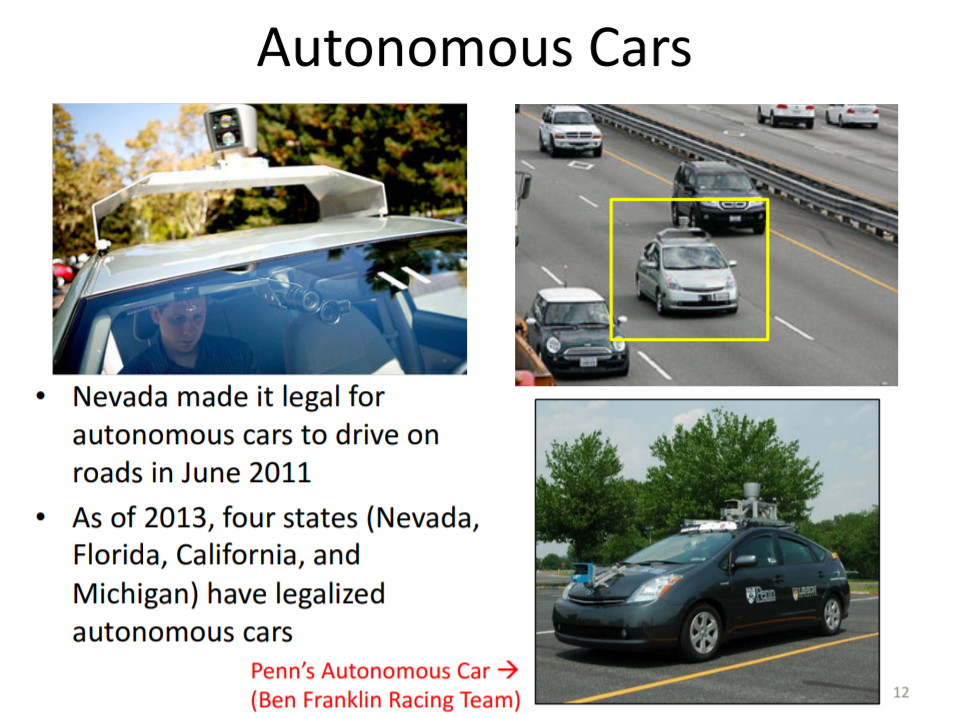 Autonomous Cars
• Nevada made it legal for
autonomous cars to drive on
roads in June 2011
• As of 2013, four states (Nevada,
Florida, California, and
Michigan) have legalized
autonomous cars
Penn’s Autonomous Car →
(Ben Franklin Racing Team)
Penn
12